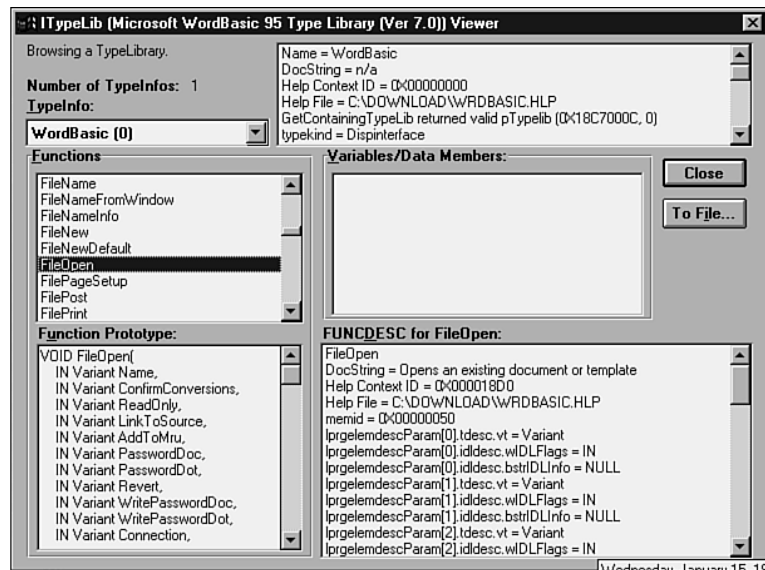 ITypeLib (Microsoft WordBasic 95 Type Library (Ver 7.0)) Viewer
Browsing a TypeLibrary.
Number of TypeInfos: 1
TypeInfo:
WordBasic (0)
Name = WordBasic
DocString = n/a
Help Context ID = 0X00000000
Help File = C:\DOWNLOAD\WRDBASIC.HLP
GetContainingTypeLib returned valid pTypelib (0X18C7000C, 0)
typekind = Dispinterface
Functions
FileName
FileNameFromWindow
FileNameInfo
FileNew
FileNewDefault
FileOpen
FilePageSetup
FilePost
FilePrint
Variables/Data Members:
Close
To File...
Function Prototype:
VOID FileOpen(
IN Variant Name,
IN Variant ConfirmConversions,
IN Variant ReadOnly,
IN Variant LinkToSource,
IN Variant AddToMru,
IN Variant PasswordDoc,
IN Variant PasswordDot,
IN Variant Revert,
IN Variant WritePasswordDoc,
IN Variant WritePasswordDot,
IN Variant Connection,
FUNCDESC for FileOpen:
FileOpen
DocString = Opens an existing document or template
Help Context ID = 0X000018D0
Help File = C:\DOWNLOAD\WRDBASIC.HLP
memid = 0X00000050
lprgelemdescParam[0].tdesc.vt = Variant
lprgelemdescParam[0].idldesc.wIDLFlags = IN
lprgelemdescParam[0].idldesc.bstrIDLInfo = NULL
lprgelemdescParam[1].tdesc.vt = Variant
lprgelemdescParam[1].idldesc.wIDLFlags = IN
lprgelemdescParam[1].idldesc.bstrIDLInfo = NULL
lprgelemdescParam[2].tdesc.vt = Variant
lprgelemdescParam[2].idldesc.wIDLFlags = IN
Wednesday, January 15, 19